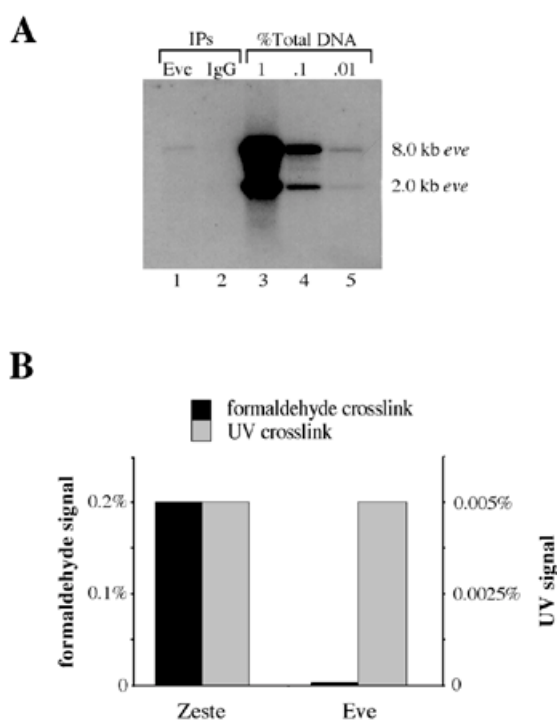 A
IPs %Total DNA
Eve IgG 1 .1 .01
8.0 kb eve
2.0 kb eve
1 2 3 4 5
B
formaldehyde crosslink
UV crosslink
formaldehyde signal
0.2%
0.1%
0
0.005%
0.0025%
0
UV signal
Zeste Eve